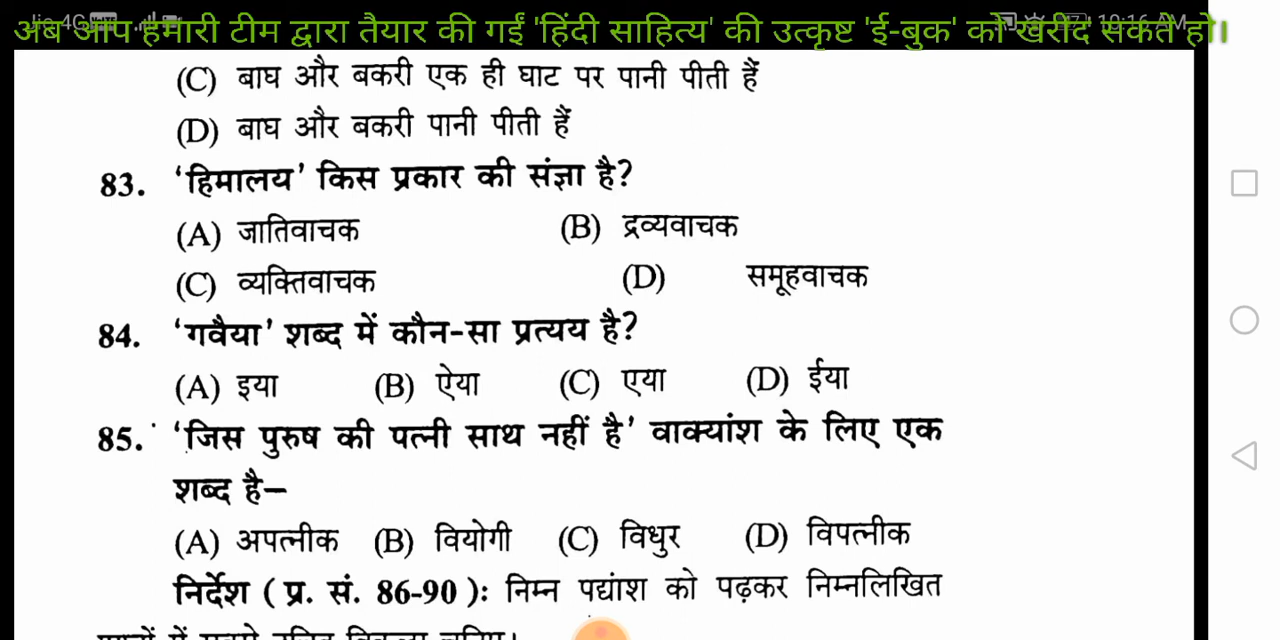 अब आप हमारी टीम द्वारा तैयार की गईं 'हिंदी साहित्य' की उत्कृष्ट 'ई-बुक' को खरीद सकते हो।
(C) बाघ और बकरी एक ही घाट पर पानी पीती हैं
(D) बाघ और बकरी पानी पीती हैं
83. 'हिमालय' किस प्रकार की संज्ञा है?
(A) जातिवाचक (B) द्रव्यवाचक
(C) व्यक्तिवाचक (D) समूहवाचक
84. 'गवैया' शब्द में कौन-सा प्रत्यय है?
(A) इया (B) ऐया (C) एया (D) ईया
85. 'जिस पुरुष की पत्नी साथ नहीं है' वाक्यांश के लिए एक
शब्द है–
(A) अपत्नीक (B) वियोगी (C) विधुर (D) विपत्नीक
निर्देश ( प्र. सं. 86-90 ): निम्न पद्यांश को पढ़कर निम्नलिखित